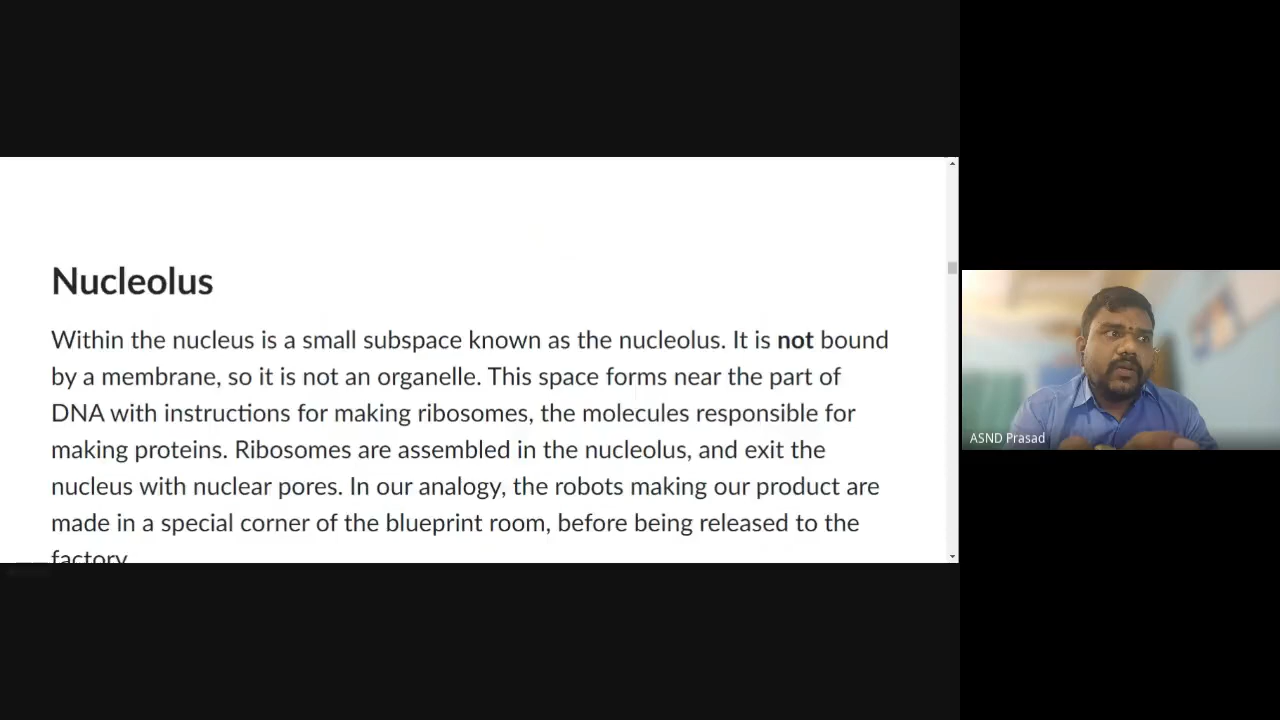 Nucleolus
Within the nucleus is a small subspace known as the nucleolus. It is not bound
by a membrane, so it is not an organelle. This space forms near the part of
DNA with instructions for making ribosomes, the molecules responsible for
making proteins. Ribosomes are assembled in the nucleolus, and exit the
nucleus with nuclear pores. In our analogy, the robots making our product are
made in a special corner of the blueprint room, before being released to the
factory.
ASND Prasad